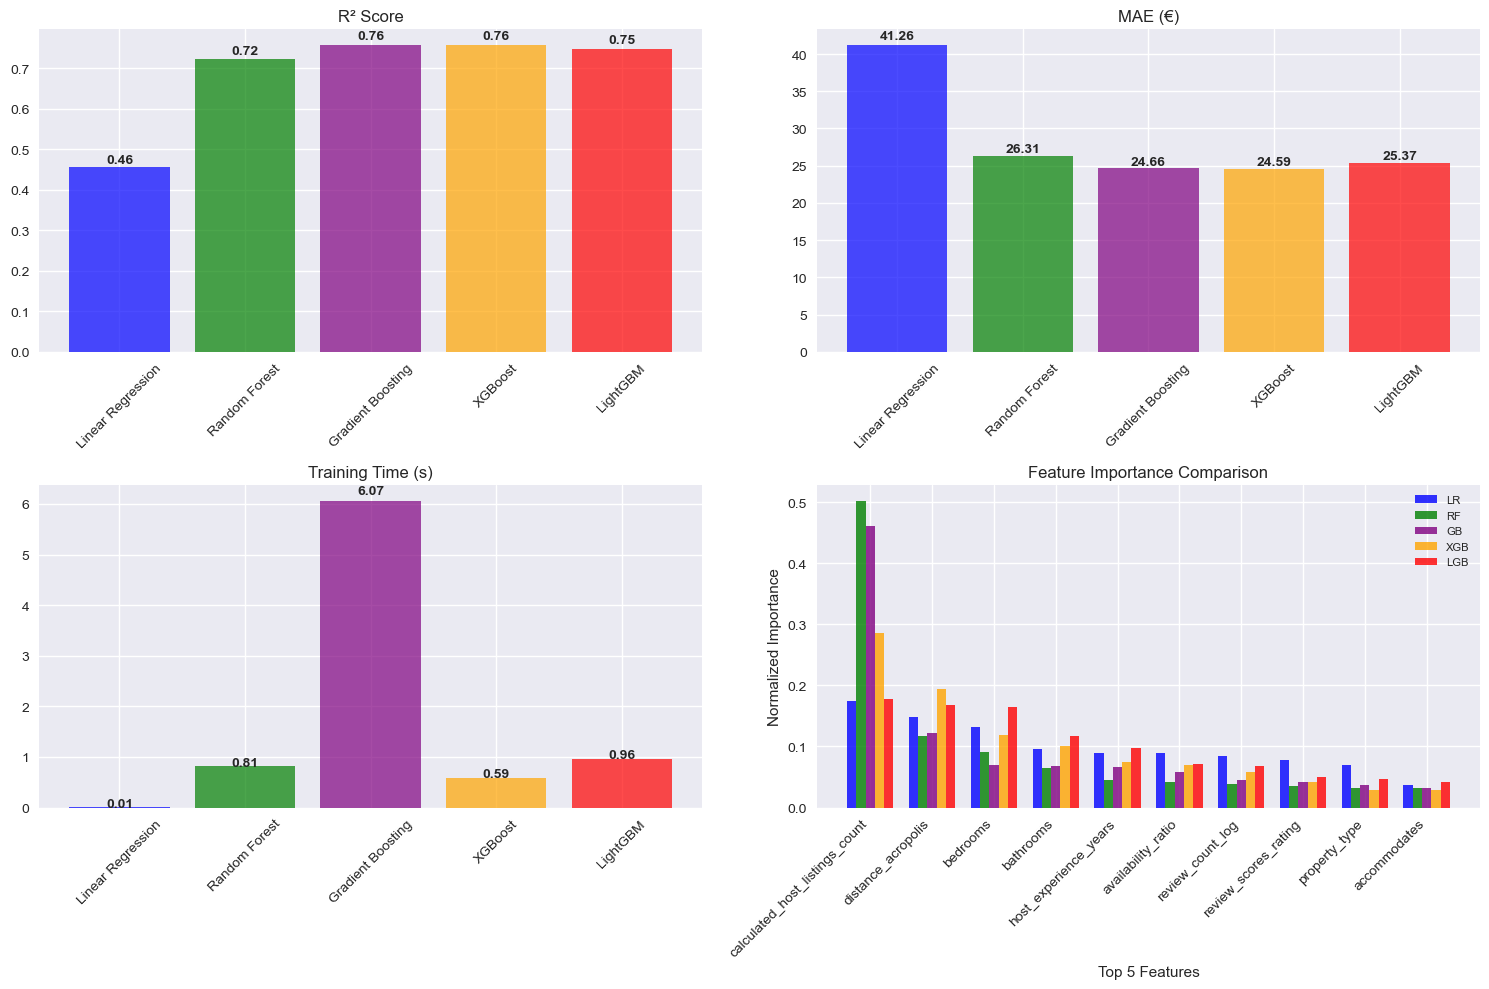 R² Score
0.7
0.6
0.5
0.4
0.3
0.2
0.1
0.0
0.46
0.72
0.76
0.76
0.75
Linear Regression
Random Forest
Gradient Boosting
XGBoost
LightGBM
MAE (€)
40
35
30
25
20
15
10
5
0
41.26
26.31
24.66
24.59
25.37
Linear Regression
Random Forest
Gradient Boosting
XGBoost
LightGBM
Training Time (s)
6
5
4
3
2
1
0
0.01
0.81
6.07
0.59
0.96
Linear Regression
Random Forest
Gradient Boosting
XGBoost
LightGBM
Feature Importance Comparison
Normalized Importance
0.5
0.4
0.3
0.2
0.1
0.0
LR
RF
GB
XGB
LGB
calculated_host_listings_count
distance_acropolis
bedrooms
bathrooms
host_experience_years
availability_ratio
review_count_log
review_scores_rating
property_type
accommodates
Top 5 Features